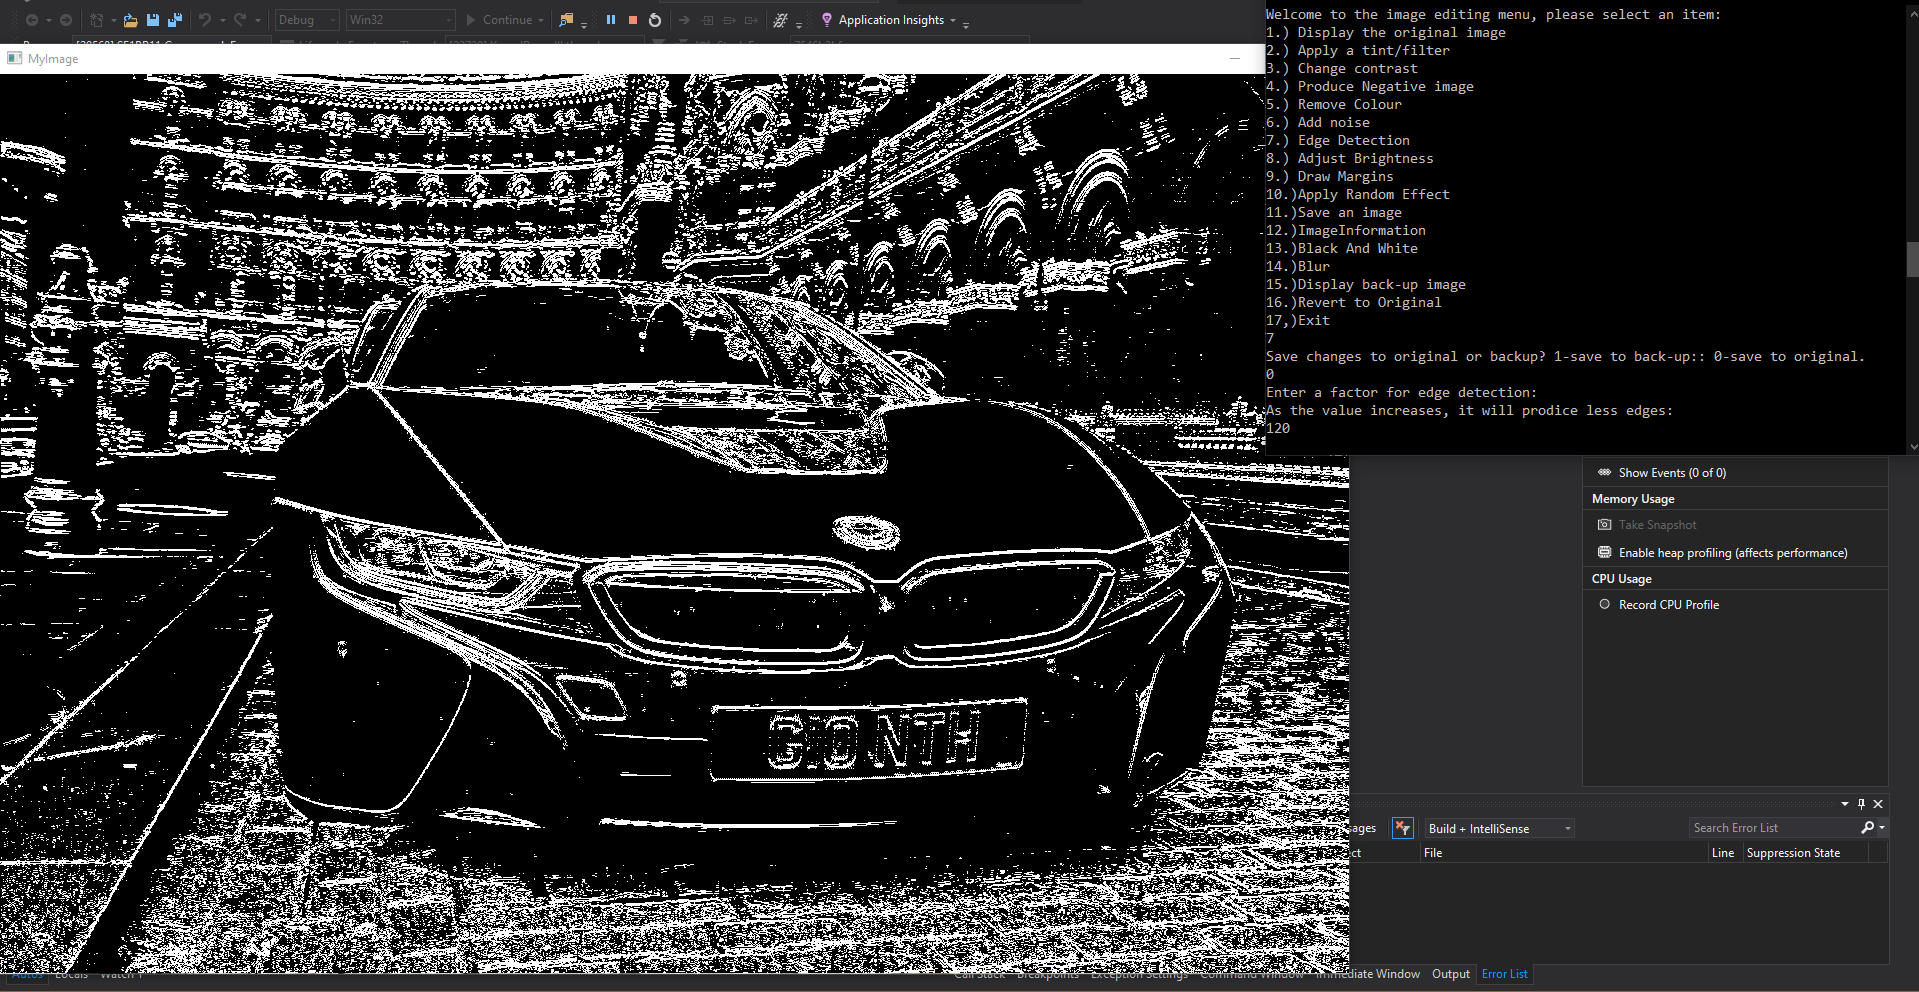 Debug
Win32
Continue
Application Insights
MyImage
Welcome to the image editing menu, please select an item:
1.) Display the original image
2.) Apply a tint/filter
3.) Change contrast
4.) Produce Negative image
5.) Remove Colour
6.) Add noise
7.) Edge Detection
8.) Adjust Brightness
9.) Draw Margins
10.)Apply Random Effect
11.)Save an image
12.)ImageInformation
13.)Black And White
14.)Blur
15.)Display back-up image
16.)Revert to Original
17,)Exit
7
Save changes to original or backup? 1-save to back-up:: 0-save to original.
0
Enter a factor for edge detection:
As the value increases, it will prodice less edges:
120
Show Events (0 of 0)
Memory Usage
Take Snapshot
Enable heap profiling (affects performance)
CPU Usage
Record CPU Profile
NTH
Build + IntelliSense
Search Error List
File
Line
Suppression State
Call Stack
Breakpoints
Exception Settings
Command Window
Immediate Window
Output
Error List